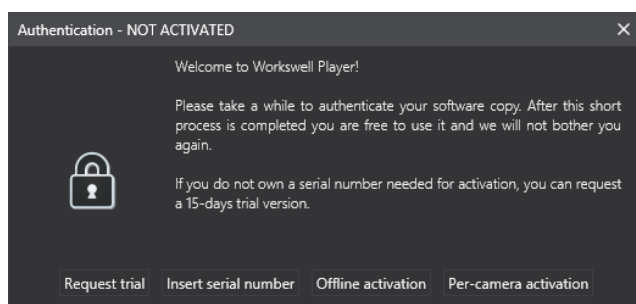 Authentication - NOT ACTIVATED
Welcome to Workswell Player!
Please take a while to authenticate your software copy. After this short
process is completed you are free to use it and we will not bother you
again.
If you do not own a serial number needed for activation, you can request
a 15-days trial version.
Request trial Insert serial number Offline activation Per-camera activation